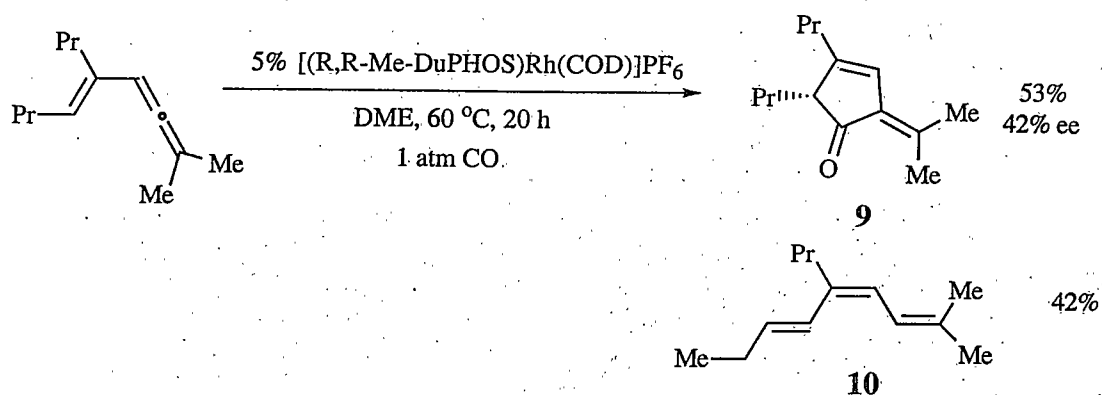 Pr
Pr
Me
Me
5% [(R,R-Me-DuPHOS)Rh(COD)]PF6
DME, 60 °C, 20 h
1 atm CO
Pr
Pr
O
Me
Me
9
53%
42% ee
Pr
Me
Me
Me
10
42%